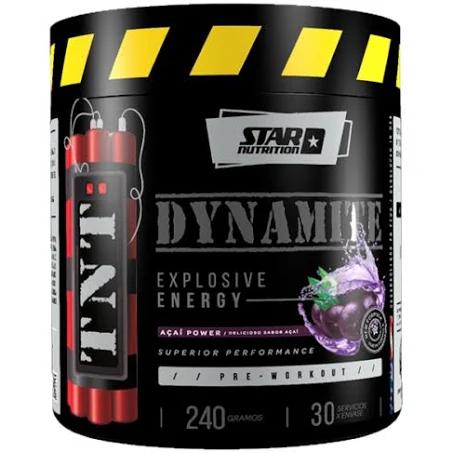 STAR
NUTRITION
TNT
DYNAMITE
EXPLOSIVE
ENERGY
AÇAÍ POWER / DELICIOSO SABOR AÇAÍ
SUPERIOR PERFORMANCE
// PRE-WORKOUT //
240 GRAMOS
30 SERVICIOS
X ENVASE